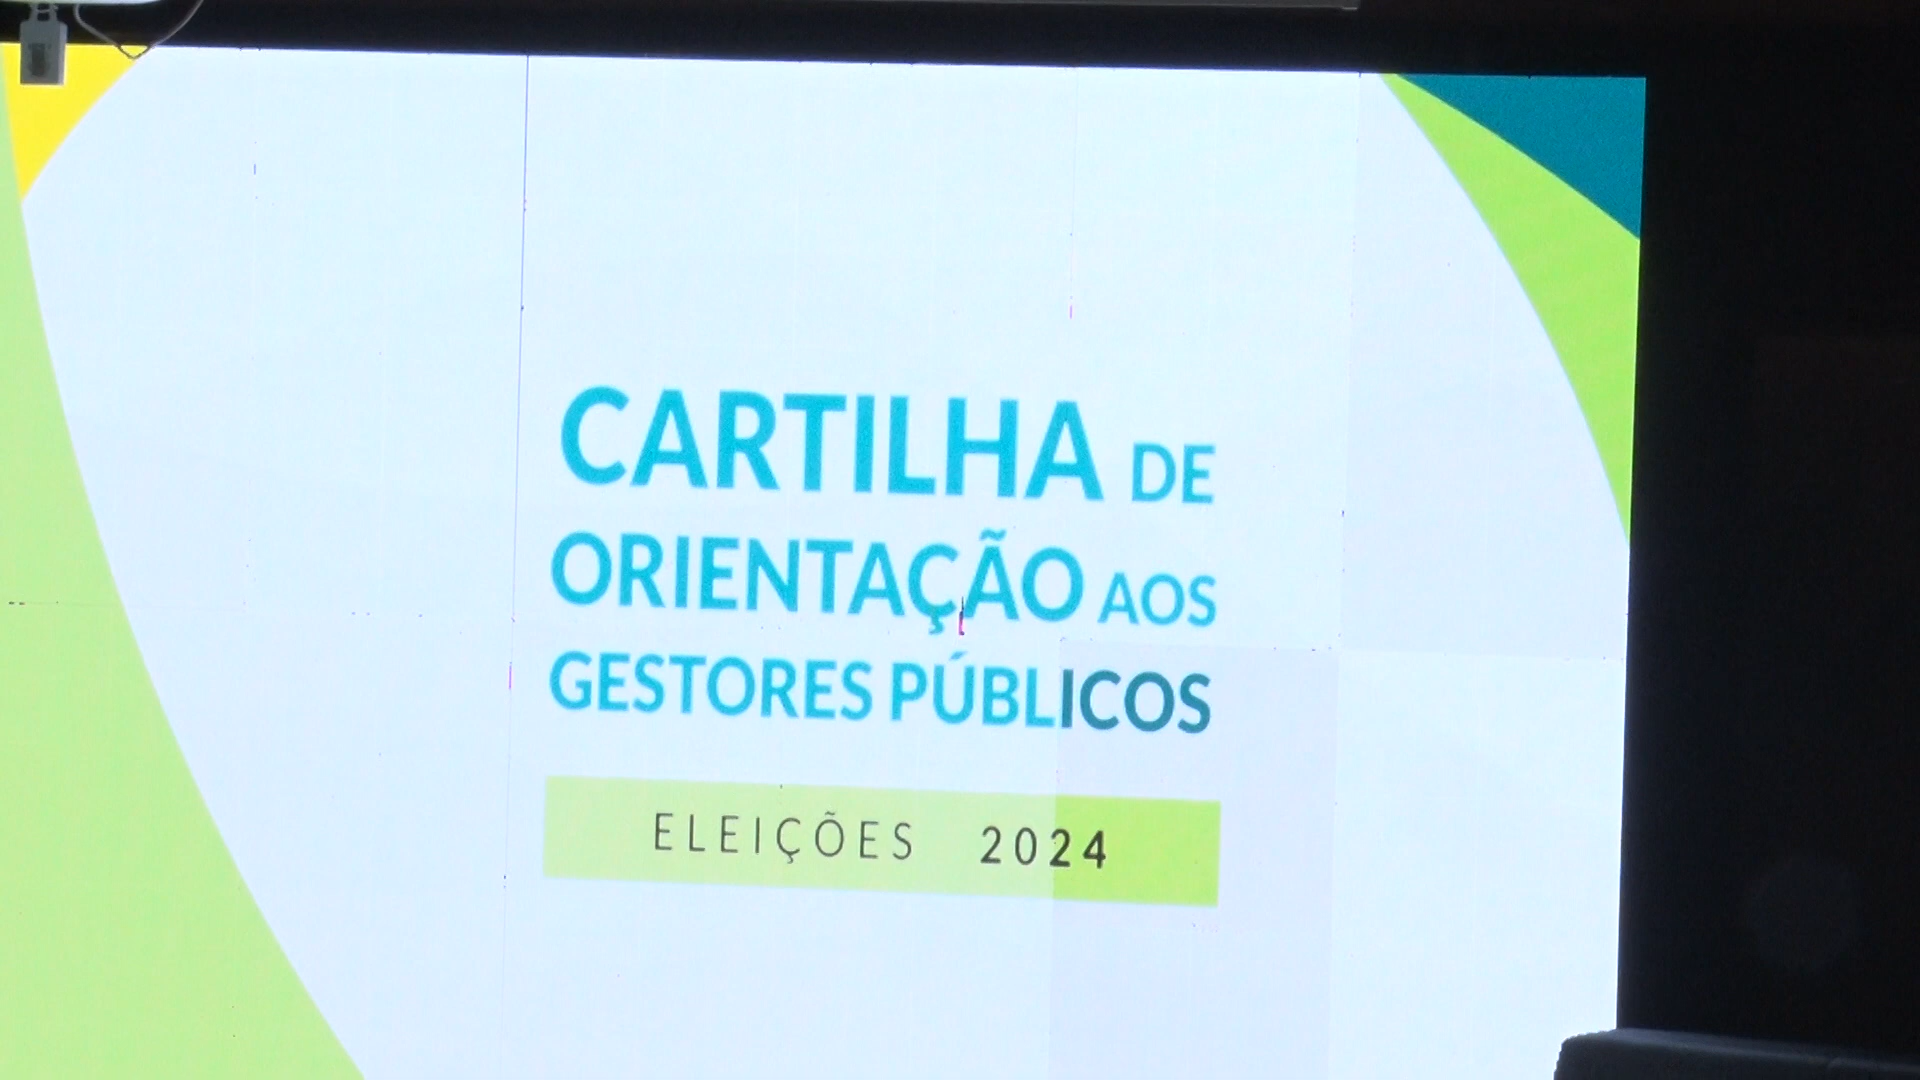 CARTILHA DE
ORIENTAÇÃO AOS
GESTORES PÚBLICOS
ELEIÇÕES 2024